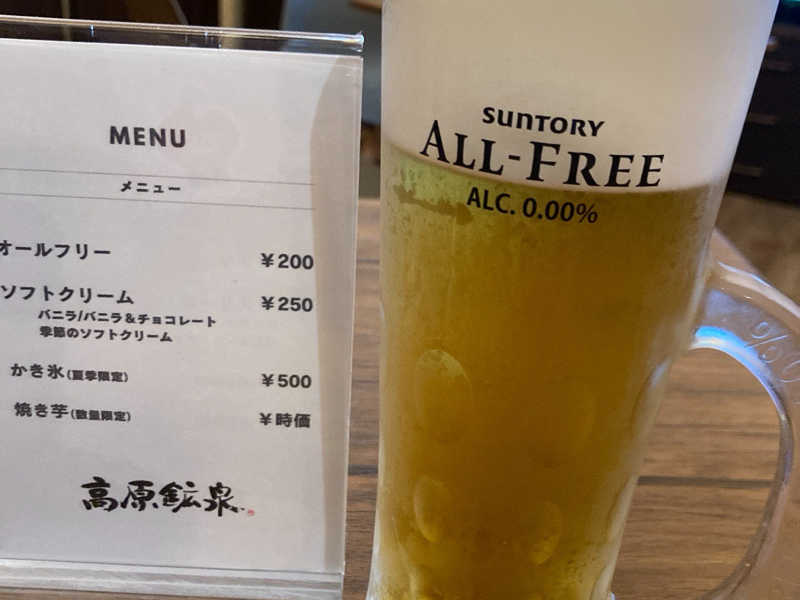 MENU
メニュー
オールフリー ¥200
ソフトクリーム ¥250
バニラ/バニラ&チョコレート
季節のソフトクリーム
かき氷(夏季限定) ¥500
焼き芋(数量限定) ¥時価
高原鉱泉
SUNTORY
ALL-FREE
ALC. 0.00%